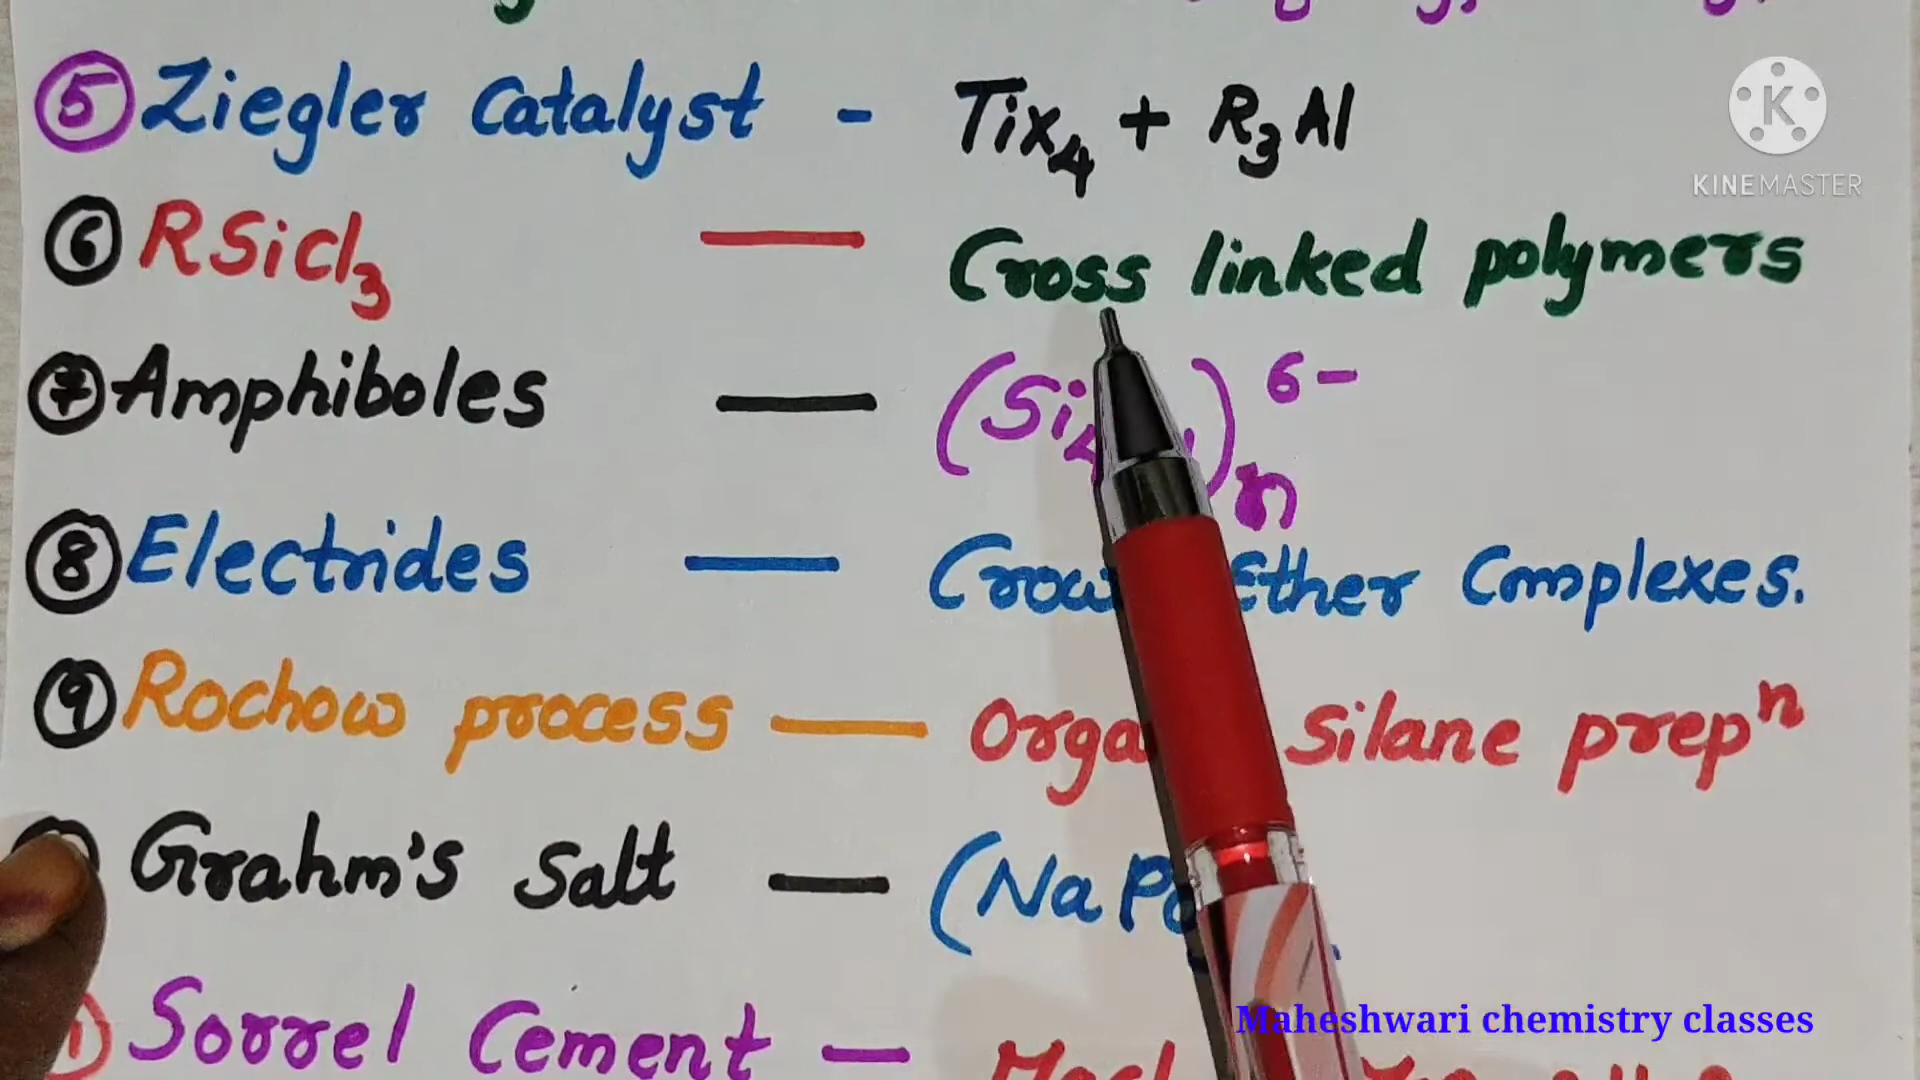 5 Ziegler Catalyst - Tix4 + R3Al
K
KINEMASTER
6 RSiCl3 — Cross linked polymers
7 Amphiboles — (Si )n 6-
8 Electrides — Ether Complexes.
9 Rochow process — Silane prepn
Grahm's Salt — (Na
Sorrel Cement —
Maheshwari chemistry classes